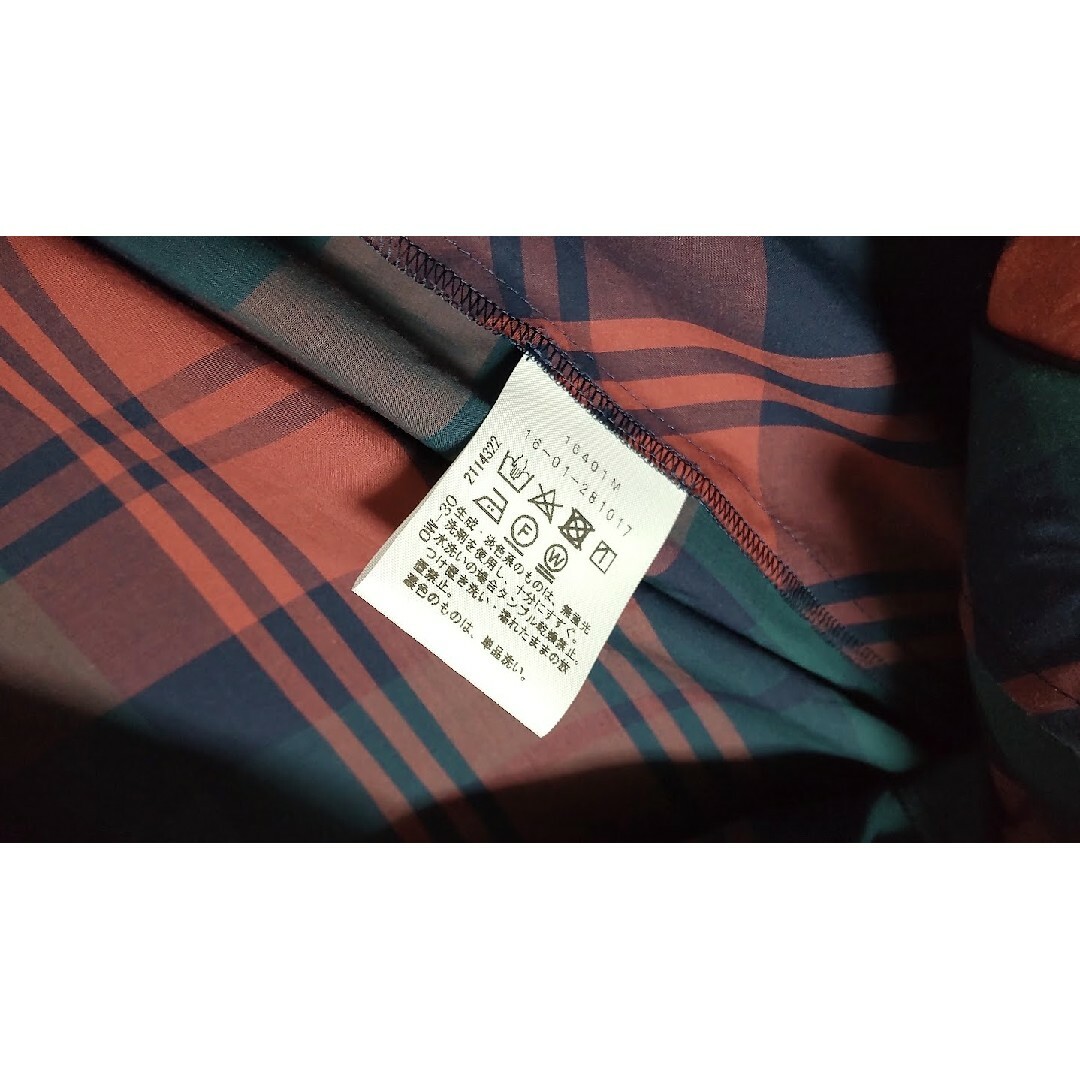 16401M
16-01-281017
2114322
F
W
OW-30
生成・淡色系のものは、無蛍光
洗剤を使用し、十分にすすぐ。
水洗いの場合タンブル乾燥禁止。
つけ置き洗い・濡れたままの放
置禁止。
濃色のものは、単品洗い。